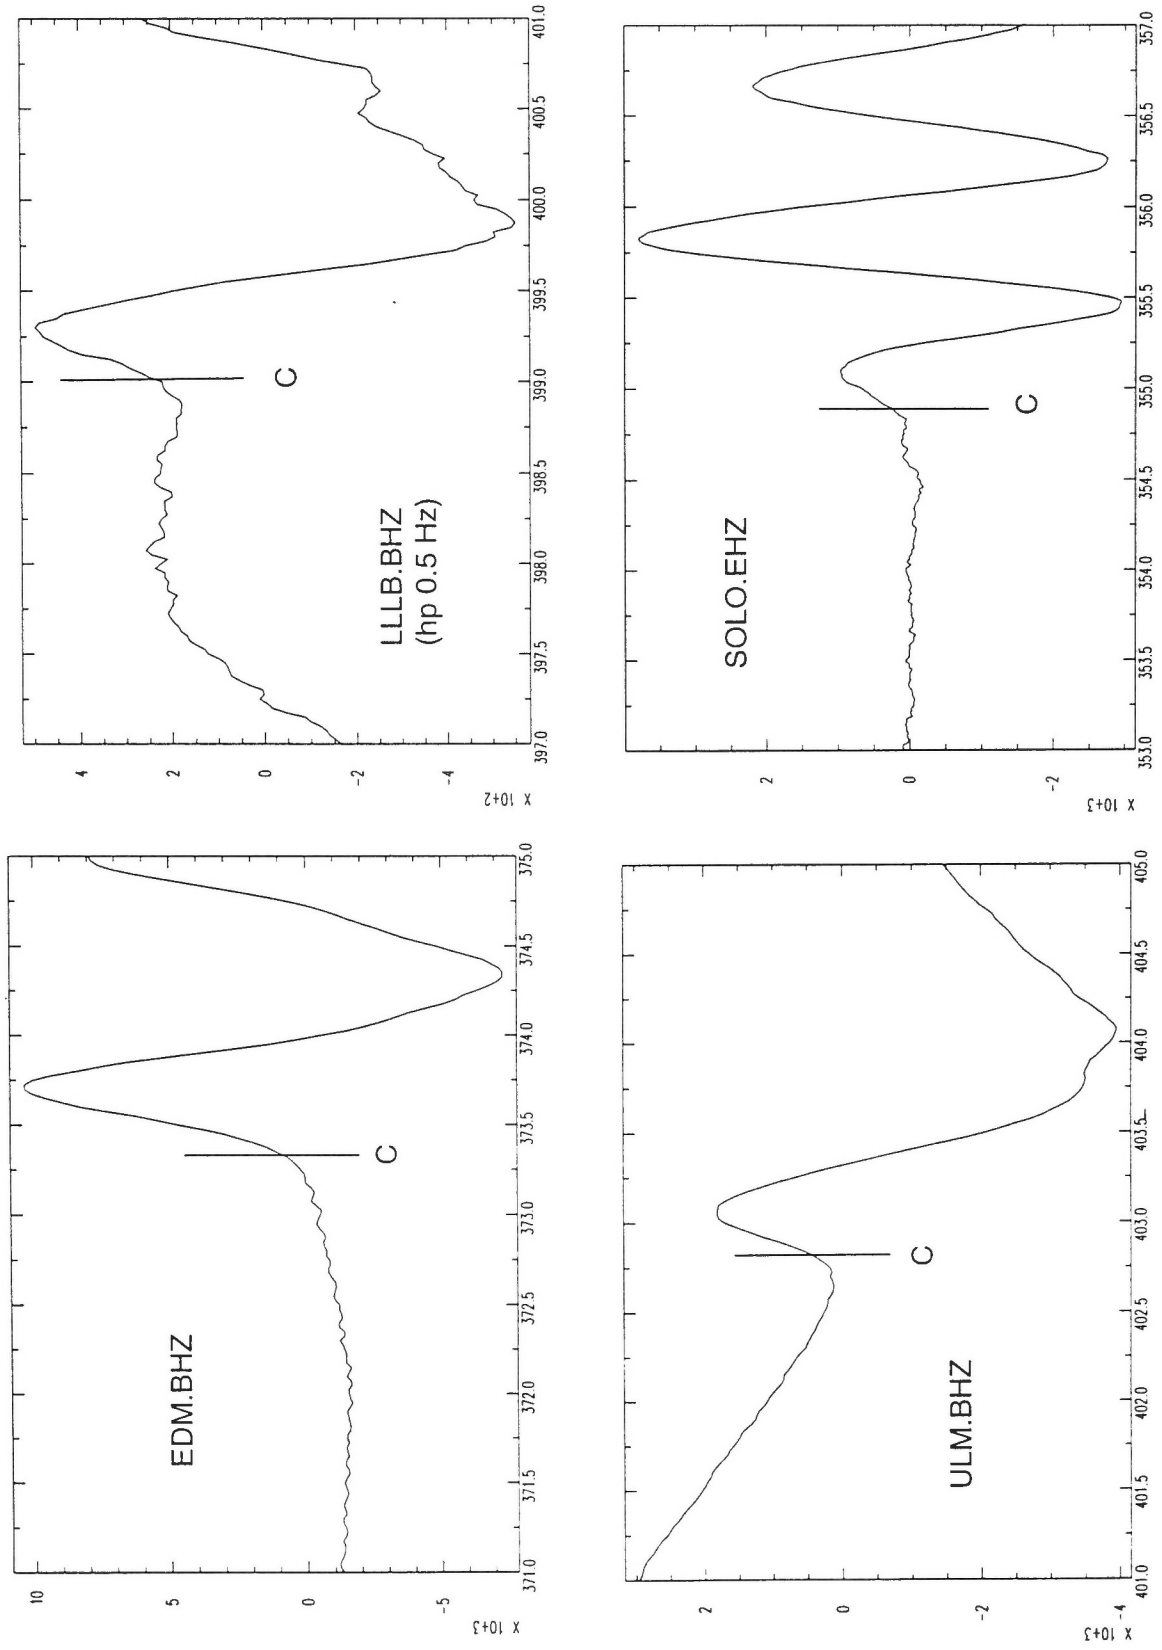 10
5
0
-5
X 10+3
EDM.BHZ
C
371.0 371.5 372.0 372.5 373.0 373.5 374.0 374.5 375.0
4
2
0
-2
-4
X 10+2
LLLB.BHZ
(hp 0.5 Hz)
C
397.0 397.5 398.0 398.5 399.0 399.5 400.0 400.5 401.0
2
0
-2
-4
X 10+3
ULM.BHZ
C
401.0 401.5 402.0 402.5 403.0 403.5 404.0 404.5 405.0
2
0
-2
X 10+3
SOLO.EHZ
C
353.0 353.5 354.0 354.5 355.0 355.5 356.0 356.5 357.0